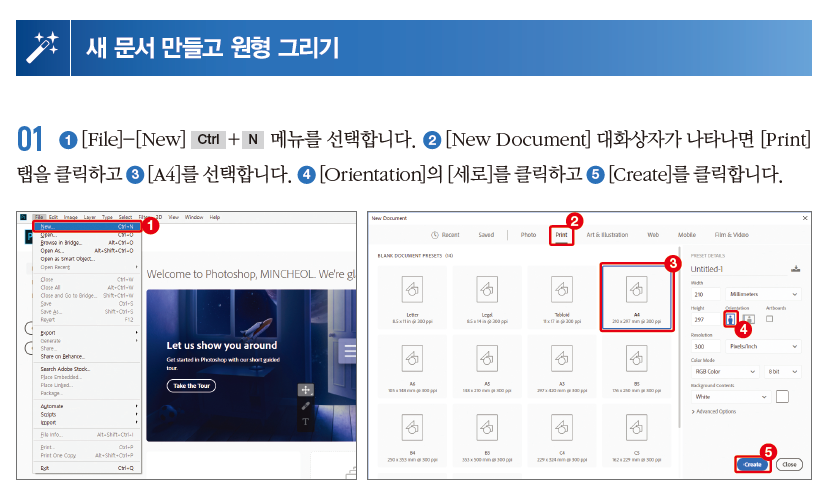 새 문서 만들고 원형 그리기
01 ❶ [File]-[New] Ctrl + N 메뉴를 선택합니다. ❷ [New Document] 대화상자가 나타나면 [Print]
탭을 클릭하고 ❸ [A4]를 선택합니다. ❹ [Orientation]의 [세로]를 클릭하고 ❺ [Create]를 클릭합니다.
File Edit Image Layer Type Select Filter 3D View Window Help
New... Ctrl+N
1
Open... Ctrl+O
Browse in Bridge... Alt+Ctrl+O
Open As... Alt+Shift+Ctrl+O
Open as Smart Object...
Open Recent
Close Ctrl+W
Close All Alt+Ctrl+W
Close and Go to Bridge... Shift+Ctrl+W
Save Ctrl+S
Save As... Shift+Ctrl+S
Revert F12
Export
Generate
Share...
Share on Behance...
Search Adobe Stock...
Place Embedded...
Place Linked...
Package...
Automate
Scripts
Import
File Info... Alt+Shift+Ctrl+I
Print... Ctrl+P
Print One Copy Alt+Shift+Ctrl+P
Exit Ctrl+Q
Welcome to Photoshop, MINCHEOL. We're gl
Let us show you around
Get started in Photoshop with our short guided
tour.
Take the Tour
T
New Document
2
Recent Saved Photo Print Art & Illustration Web Mobile Film & Video
BLANK DOCUMENT PRESETS
3
Letter
8.5 x 11 in @ 300 ppi
Legal
8.5 x 14 in @ 300 ppi
Tabloid
11 x 17 in @ 300 ppi
A4
210 x 297 mm @ 300 ppi
A6
105 x 148 mm @ 300 ppi
A5
148 x 210 mm @ 300 ppi
A3
297 x 420 mm @ 300 ppi
B5
176 x 250 mm @ 300 ppi
B4
250 x 353 mm @ 300 ppi
B3
353 x 500 mm @ 300 ppi
C4
229 x 324 mm @ 300 ppi
C5
162 x 229 mm @ 300 ppi
PRESET DETAILS
Untitled-1
Width
210 Millimeters
Height Orientation Artboards
297
4
Resolution
300 Pixels/Inch
Color Mode
RGB Color 8 bit
Background Contents
White
Advanced Options
5
Create Close